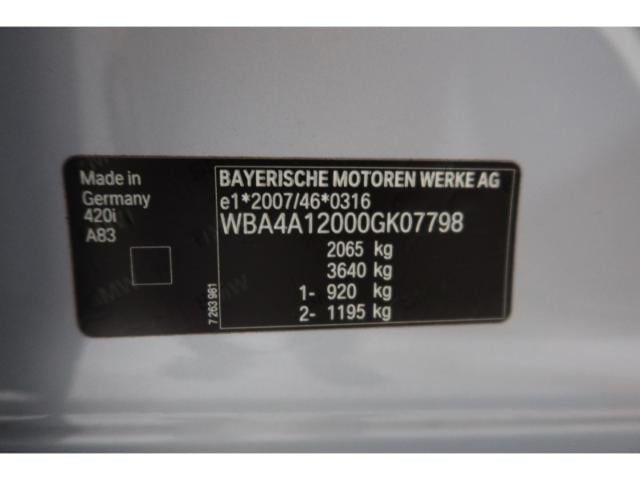 Made in
Germany
420i
A83
7 263 961
BAYERISCHE MOTOREN WERKE AG
e1*2007/46*0316
WBA4A12000GK07798
2065 kg
3640 kg
1- 920 kg
2- 1195 kg